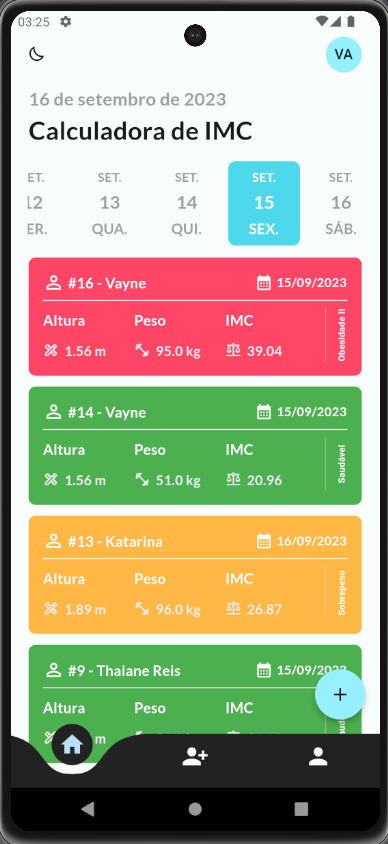 03:25
VA
16 de setembro de 2023
Calculadora de IMC
ET. SET. SET. SET. SET.
12 13 14 15 16
ER. QUA. QUI. SEX. SÁB.
#16 - Vayne 15/09/2023
Altura Peso IMC
1.56 m 95.0 kg 39.04
Obesidade II
#14 - Vayne 15/09/2023
Altura Peso IMC
1.56 m 51.0 kg 20.96
Saudável
#13 - Katarina 16/09/2023
Altura Peso IMC
1.89 m 96.0 kg 26.87
Sobrepeso
#9 - Thaiane Reis 15/09/2023
Altura Peso IMC
m